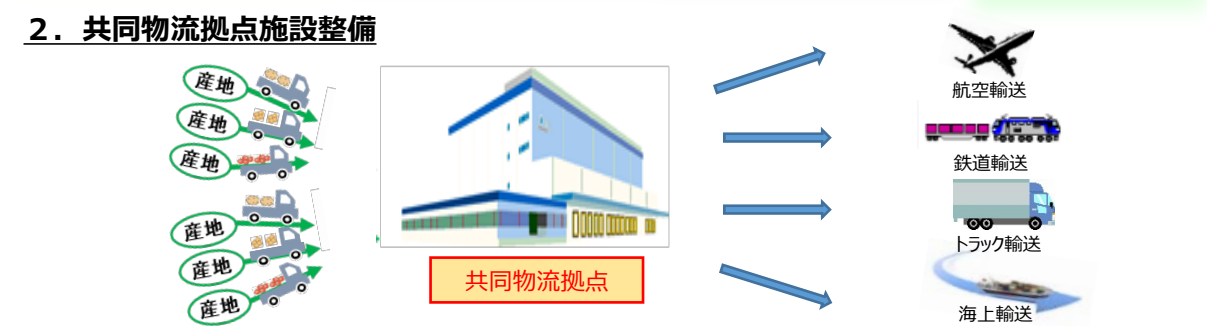 ２．共同物流拠点施設整備
産地
産地
産地
産地
産地
産地
共同物流拠点
航空輸送
鉄道輸送
トラック輸送
海上輸送